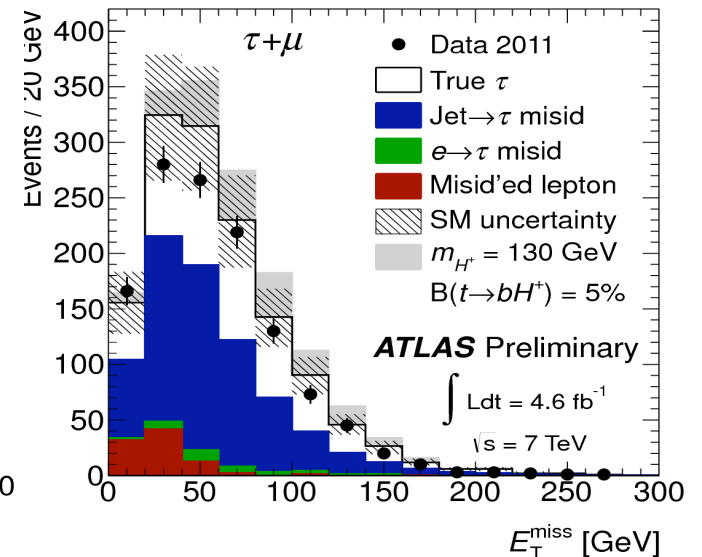 Events / 20 GeV
400
350
300
250
200
150
100
50
0
0
0 50 100 150 200 250 300
E_T^miss [GeV]
τ+μ
Data 2011
True τ
Jet→τ misid
e→τ misid
Misid'ed lepton
SM uncertainty
m_H⁺ = 130 GeV
B(t→bH⁺) = 5%
ATLAS Preliminary
∫ Ldt = 4.6 fb⁻¹
√s = 7 TeV